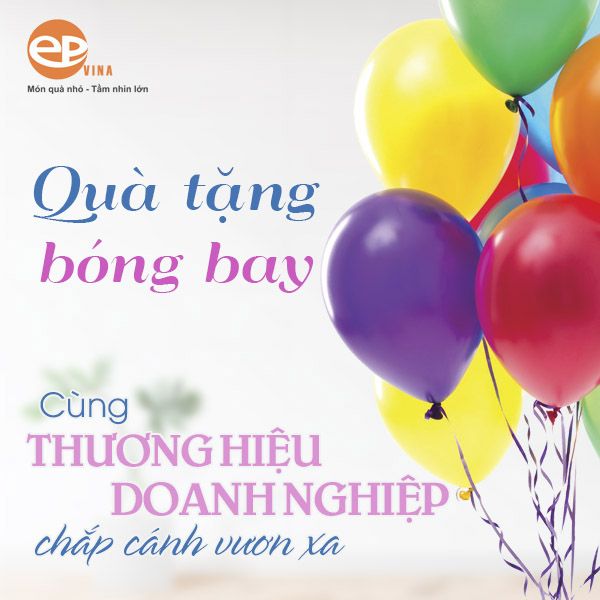 ep
VINA
Món quà nhỏ - Tầm nhìn lớn
Quà tặng
bóng bay
Cùng
THƯƠNG HIỆU
DOANH NGHIỆP
chắp cánh vươn xa